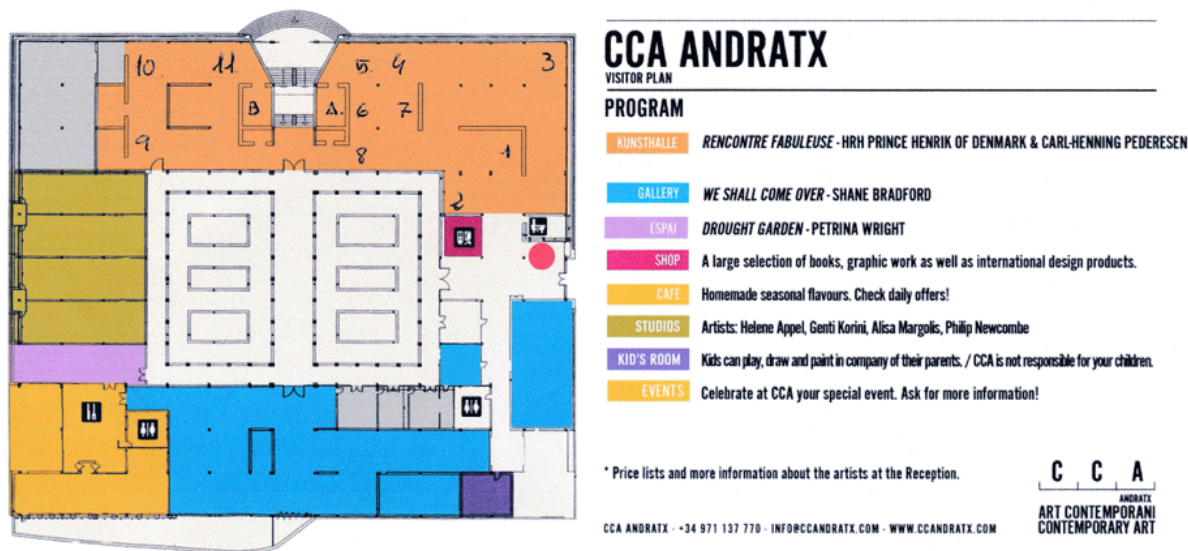 10
11
5.
4
3
B
A.
6
7
9
8
1
2
CCA ANDRATX
VISITOR PLAN
PROGRAM
KUNSTHALLE RENCONTRE FABULEUSE - HRH PRINCE HENRIK OF DENMARK & CARL-HENNING PEDERESEN
GALLERY WE SHALL COME OVER - SHANE BRADFORD
ESPAI DROUGHT GARDEN - PETRINA WRIGHT
SHOP A large selection of books, graphic work as well as international design products.
CAFE Homemade seasonal flavours. Check daily offers!
STUDIOS Artists: Helene Appel, Genti Korini, Alisa Margolis, Philip Newcombe
KID'S ROOM Kids can play, draw and paint in company of their parents. / CCA is not responsible for your children.
EVENTS Celebrate at CCA your special event. Ask for more information!
* Price lists and more information about the artists at the Reception.
C C A
ANDRATX
ART CONTEMPORANI
CONTEMPORARY ART
CCA ANDRATX - +34 971 137 770 - INFO@CCANDRATX.COM - WWW.CCANDRATX.COM